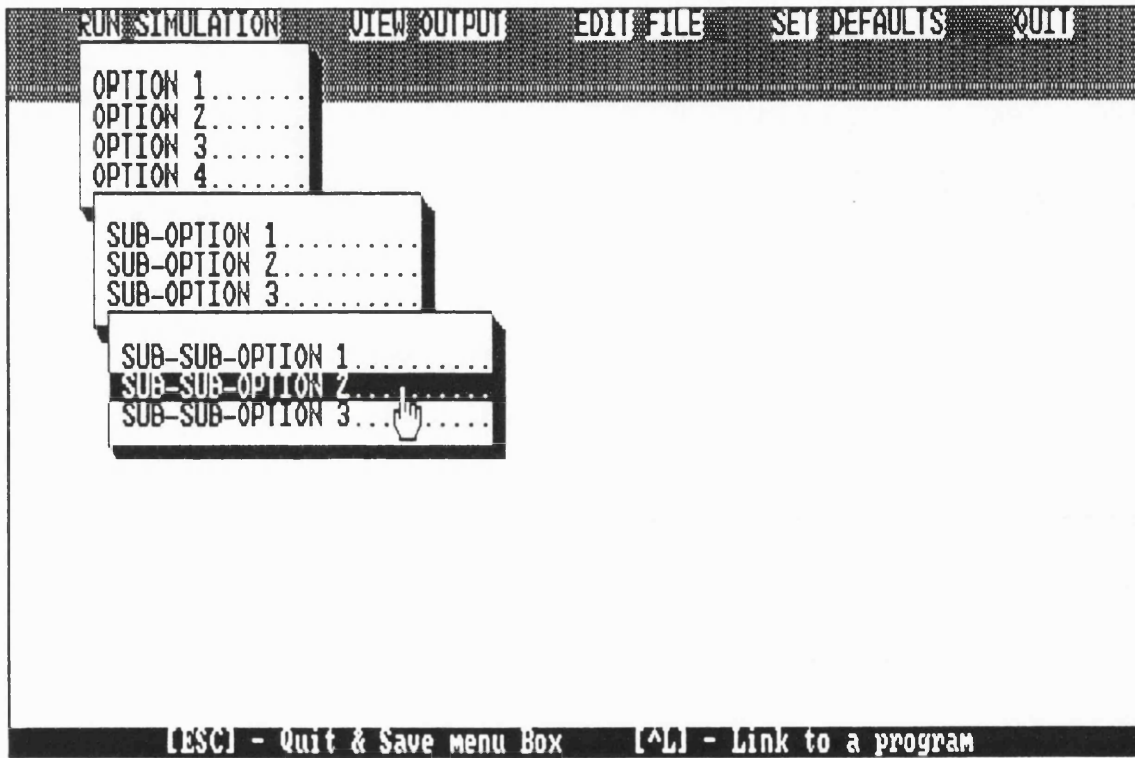 RUN SIMULATION VIEW OUTPUT EDIT FILE SET DEFAULTS QUIT
OPTION 1.......
OPTION 2.......
OPTION 3.......
OPTION 4.......
SUB-OPTION 1..........
SUB-OPTION 2..........
SUB-OPTION 3..........
SUB-SUB-OPTION 1..........
SUB-SUB-OPTION 2..........
SUB-SUB-OPTION 3..........
[ESC] - Quit & Save menu Box [^L] - Link to a program